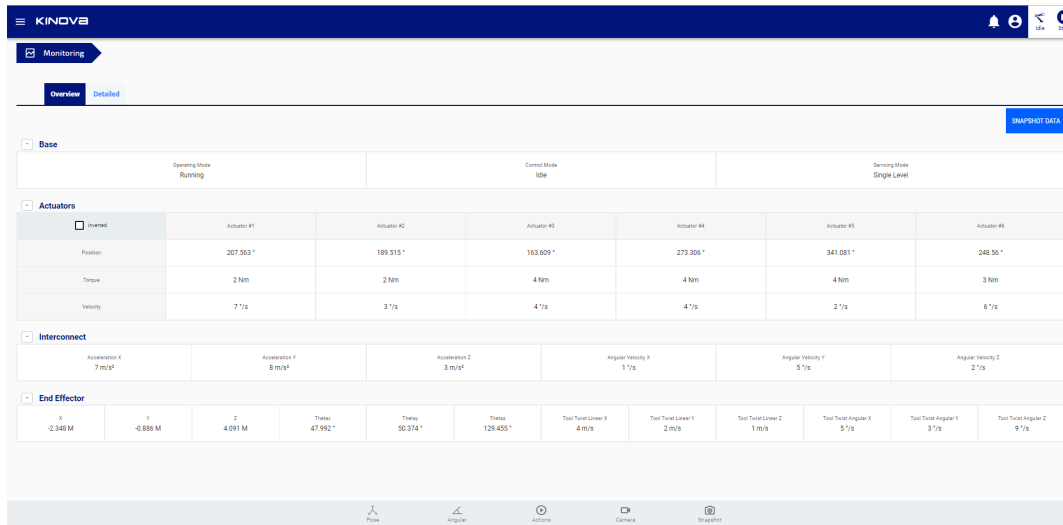 KINOVA
Idle
Monitoring
Overview Detailed
SNAPSHOT DATA
- Base
Operating Mode Control Mode Servoing Mode
Running Idle Single Level
- Actuators
Inverted Actuator #1 Actuator #2 Actuator #3 Actuator #4 Actuator #5 Actuator #6
Position 207.563 ° 189.515 ° 163.609 ° 273.306 ° 341.081 ° 248.56 °
Torque 2 Nm 2 Nm 4 Nm 4 Nm 4 Nm 3 Nm
Velocity 7 °/s 3 °/s 4 °/s 4 °/s 2 °/s 6 °/s
- Interconnect
Acceleration X Acceleration Y Acceleration Z Angular Velocity X Angular Velocity Y Angular Velocity Z
7 m/s² 8 m/s² 3 m/s² 1 °/s 5 °/s 2 °/s
- End Effector
X Y Z Thetax Thetay Thetaz Tool Twist Linear X Tool Twist Linear Y Tool Twist Linear Z Tool Twist Angular X Tool Twist Angular Y Tool Twist Angular Z
-2.348 M -0.886 M 4.091 M 47.992 ° 50.374 ° 129.455 ° 4 m/s 2 m/s 1 m/s 5 °/s 3 °/s 9 °/s
Pose Angular Actions Camera Snapshot